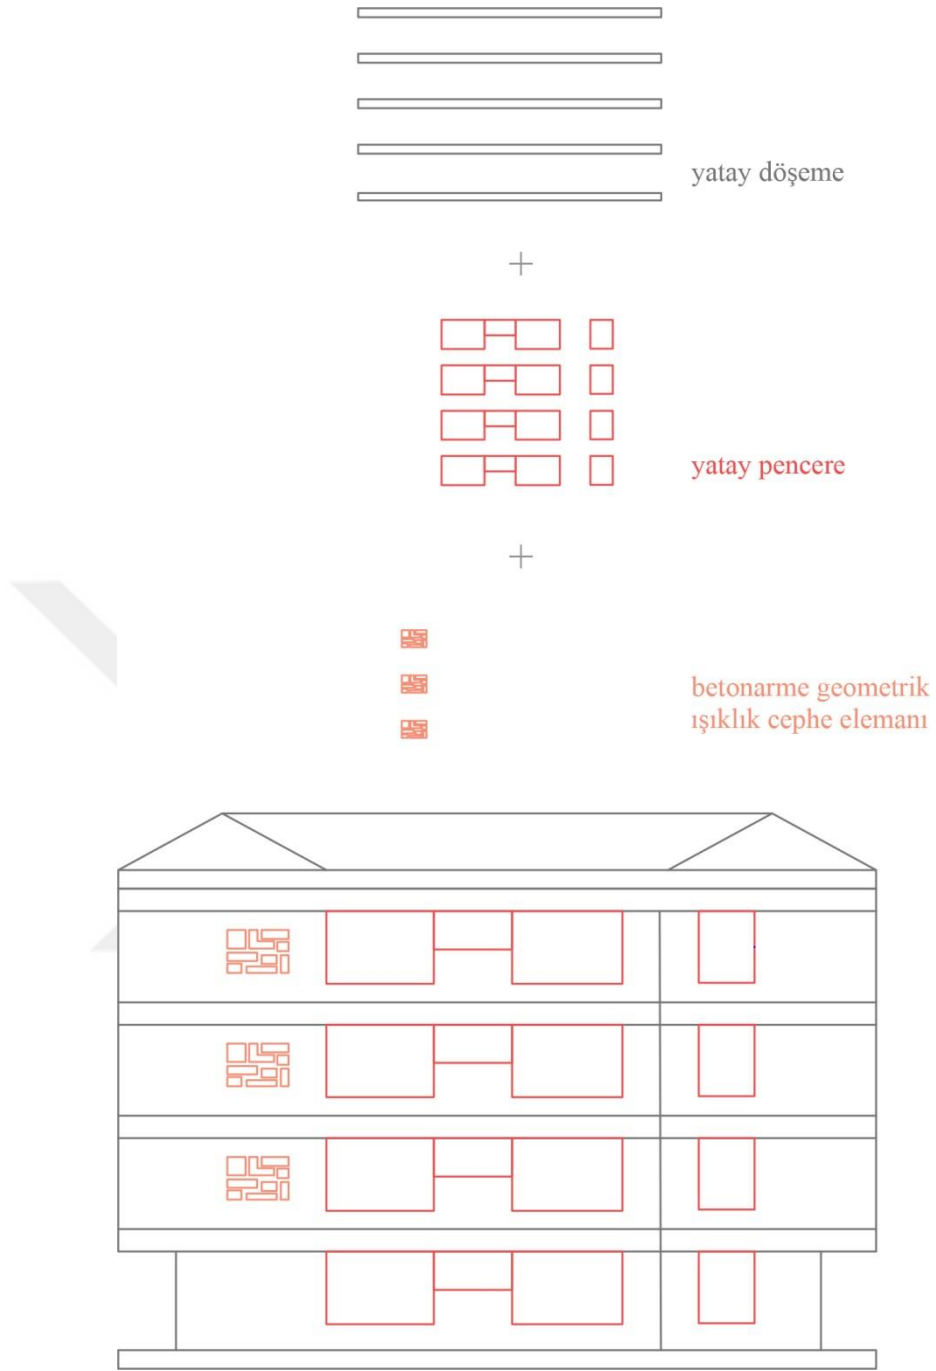 yatay döşeme
yatay pencere
betonarme geometrik
ışıklık cephe elemanı